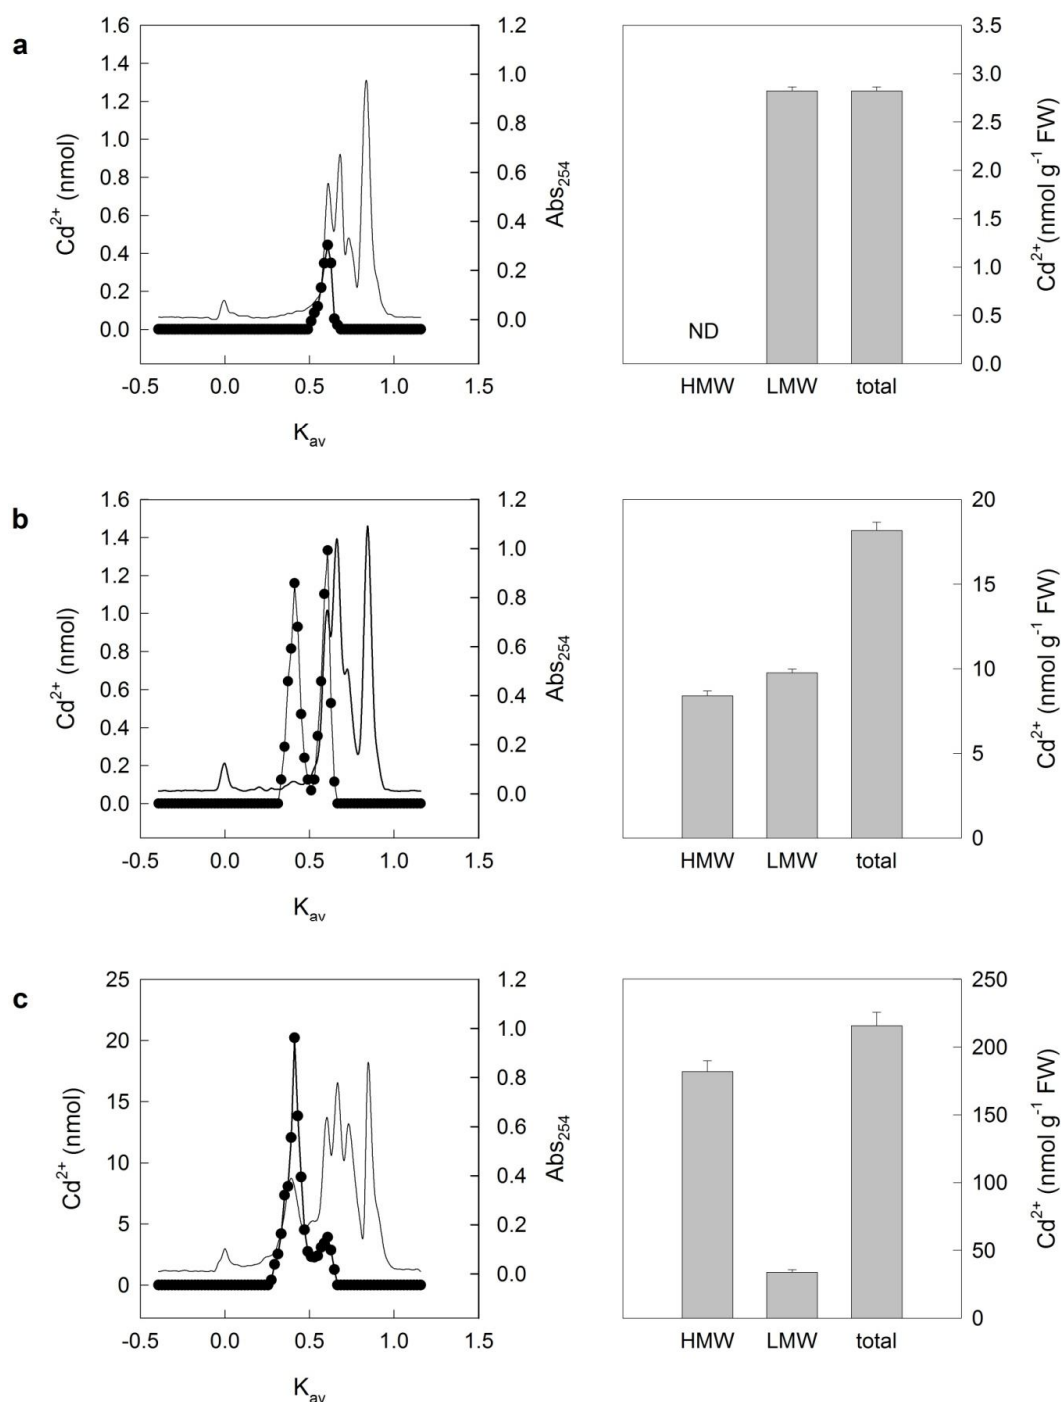 a
1.6
1.4
1.2
1.0
0.8
0.6
0.4
0.2
0.0
Cd2+ (nmol)
1.2
1.0
0.8
0.6
0.4
0.2
0.0
Abs254
-0.5 0.0 0.5 1.0 1.5
Kav
ND
HMW LMW total
3.5
3.0
2.5
2.0
1.5
1.0
0.5
0.0
Cd2+(nmol g-1 FW)
b
1.6
1.4
1.2
1.0
0.8
0.6
0.4
0.2
0.0
Cd2+ (nmol)
1.2
1.0
0.8
0.6
0.4
0.2
0.0
Abs254
-0.5 0.0 0.5 1.0 1.5
Kav
HMW LMW total
20
15
10
5
0
Cd2+ (nmol g-1 FW)
c
25
20
15
10
5
0
Cd2+ (nmol)
1.2
1.0
0.8
0.6
0.4
0.2
0.0
Abs254
-0.5 0.0 0.5 1.0 1.5
Kav
HMW LMW total
250
200
150
100
50
0
Cd2+ (nmol g-1 FW)